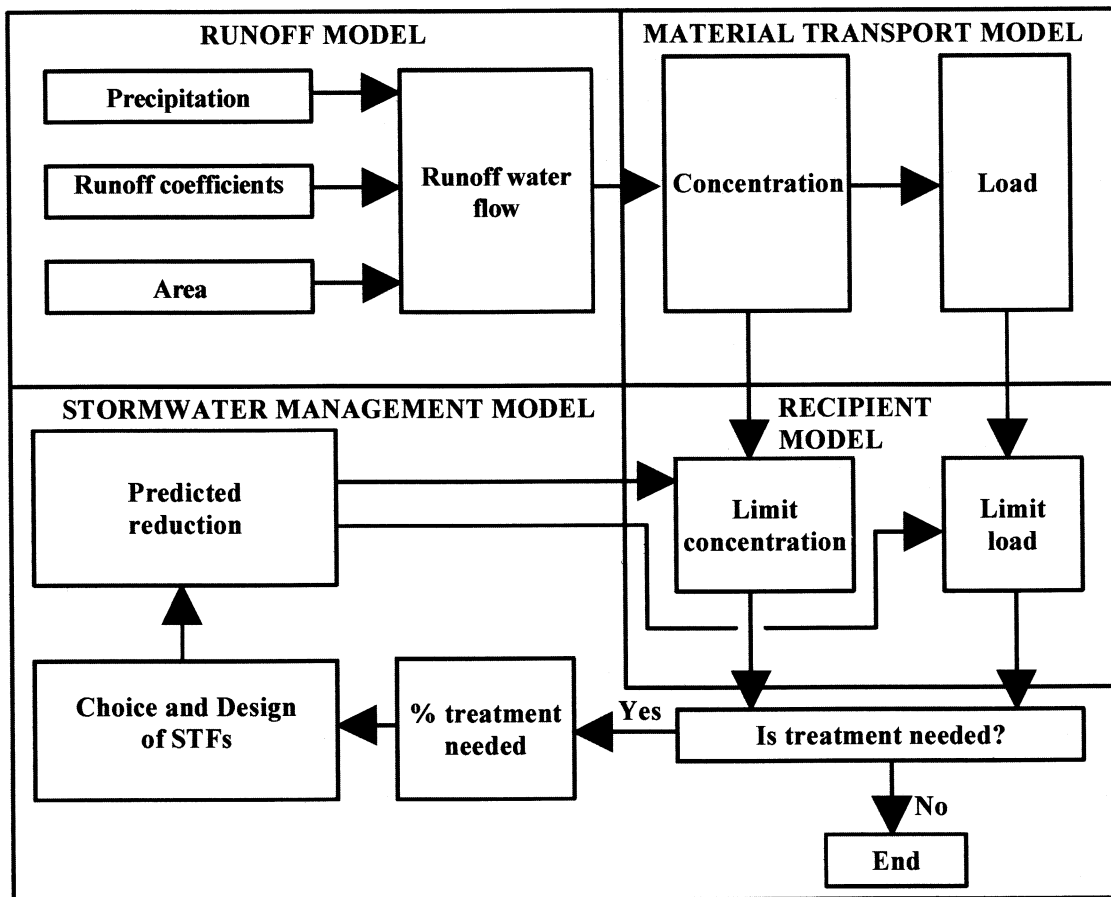 RUNOFF MODEL
Precipitation
Runoff coefficients
Area
Runoff water
flow
MATERIAL TRANSPORT MODEL
Concentration
Load
STORMWATER MANAGEMENT MODEL
Predicted
reduction
RECIPIENT
MODEL
Limit
concentration
Limit
load
Choice and Design
of STFs
% treatment
needed
Yes
Is treatment needed?
No
End